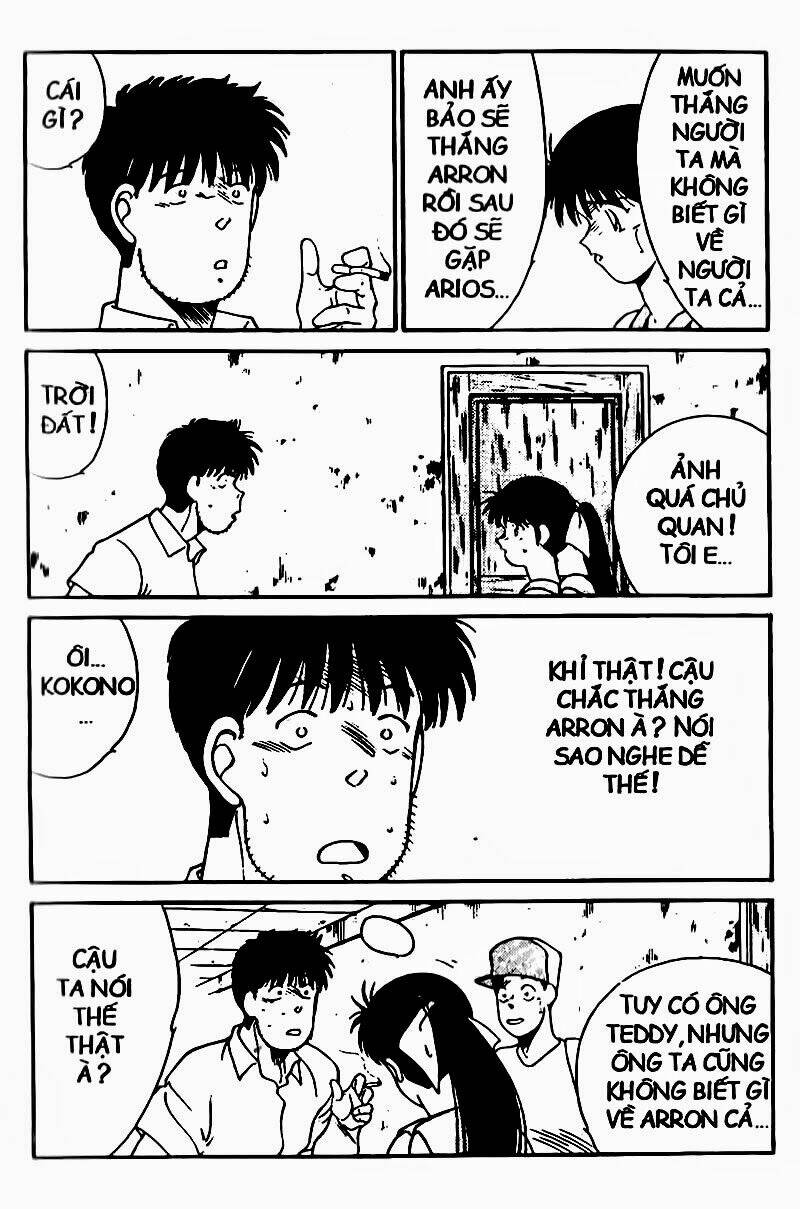 MUỐN
THẮNG
NGƯỜI
TA MÀ
KHÔNG
BIẾT GÌ
VỀ
NGƯỜI
TA CẢ...
ANH ẤY
BẢO SẼ
THẮNG
ARRON
RỒI SAU
ĐÓ SẼ
GẶP
ARIOS...
CÁI
GÌ?
ẢNH
QUÁ CHỦ
QUAN!
TÔI E...
TRỜI
ĐẤT!
KHỈ THẬT! CẬU
CHẮC THẮNG
ARRON À? NÓI
SAO NGHE DỄ
THẾ!
ÔI...
KOKONO
...
TUY CÓ ÔNG
TEDDY, NHƯNG
ÔNG TA CŨNG
KHÔNG BIẾT GÌ
VỀ ARRON CẢ...
CẬU
TA NÓI
THẾ
THẬT
À?